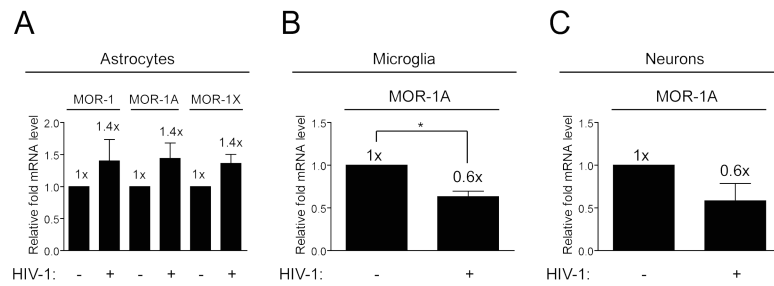 A
Astrocytes
MOR-1 MOR-1A MOR-1X
Relative fold mRNA level
2.0
1.5
1.0
0.5
0.0
1x 1.4x 1x 1.4x 1x 1.4x
HIV-1: - + - + - +
B
Microglia
MOR-1A
Relative fold mRNA level
1.5
1.0
0.5
0.0
*
1x 0.6x
HIV-1: - +
C
Neurons
MOR-1A
Relative fold mRNA level
1.5
1.0
0.5
0.0
1x 0.6x
HIV-1: - +